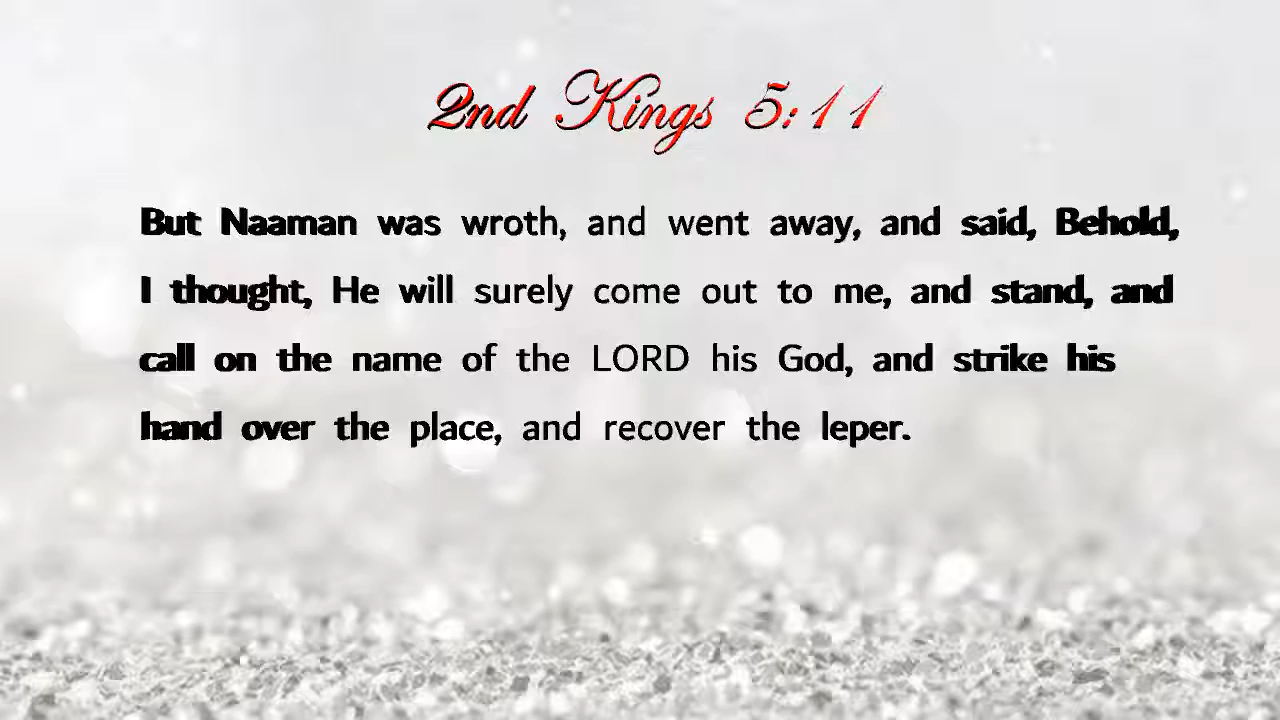 2nd Kings 5:11
But Naaman was wroth, and went away, and said, Behold,
I thought, He will surely come out to me, and stand, and
call on the name of the LORD his God, and strike his
hand over the place, and recover the leper.